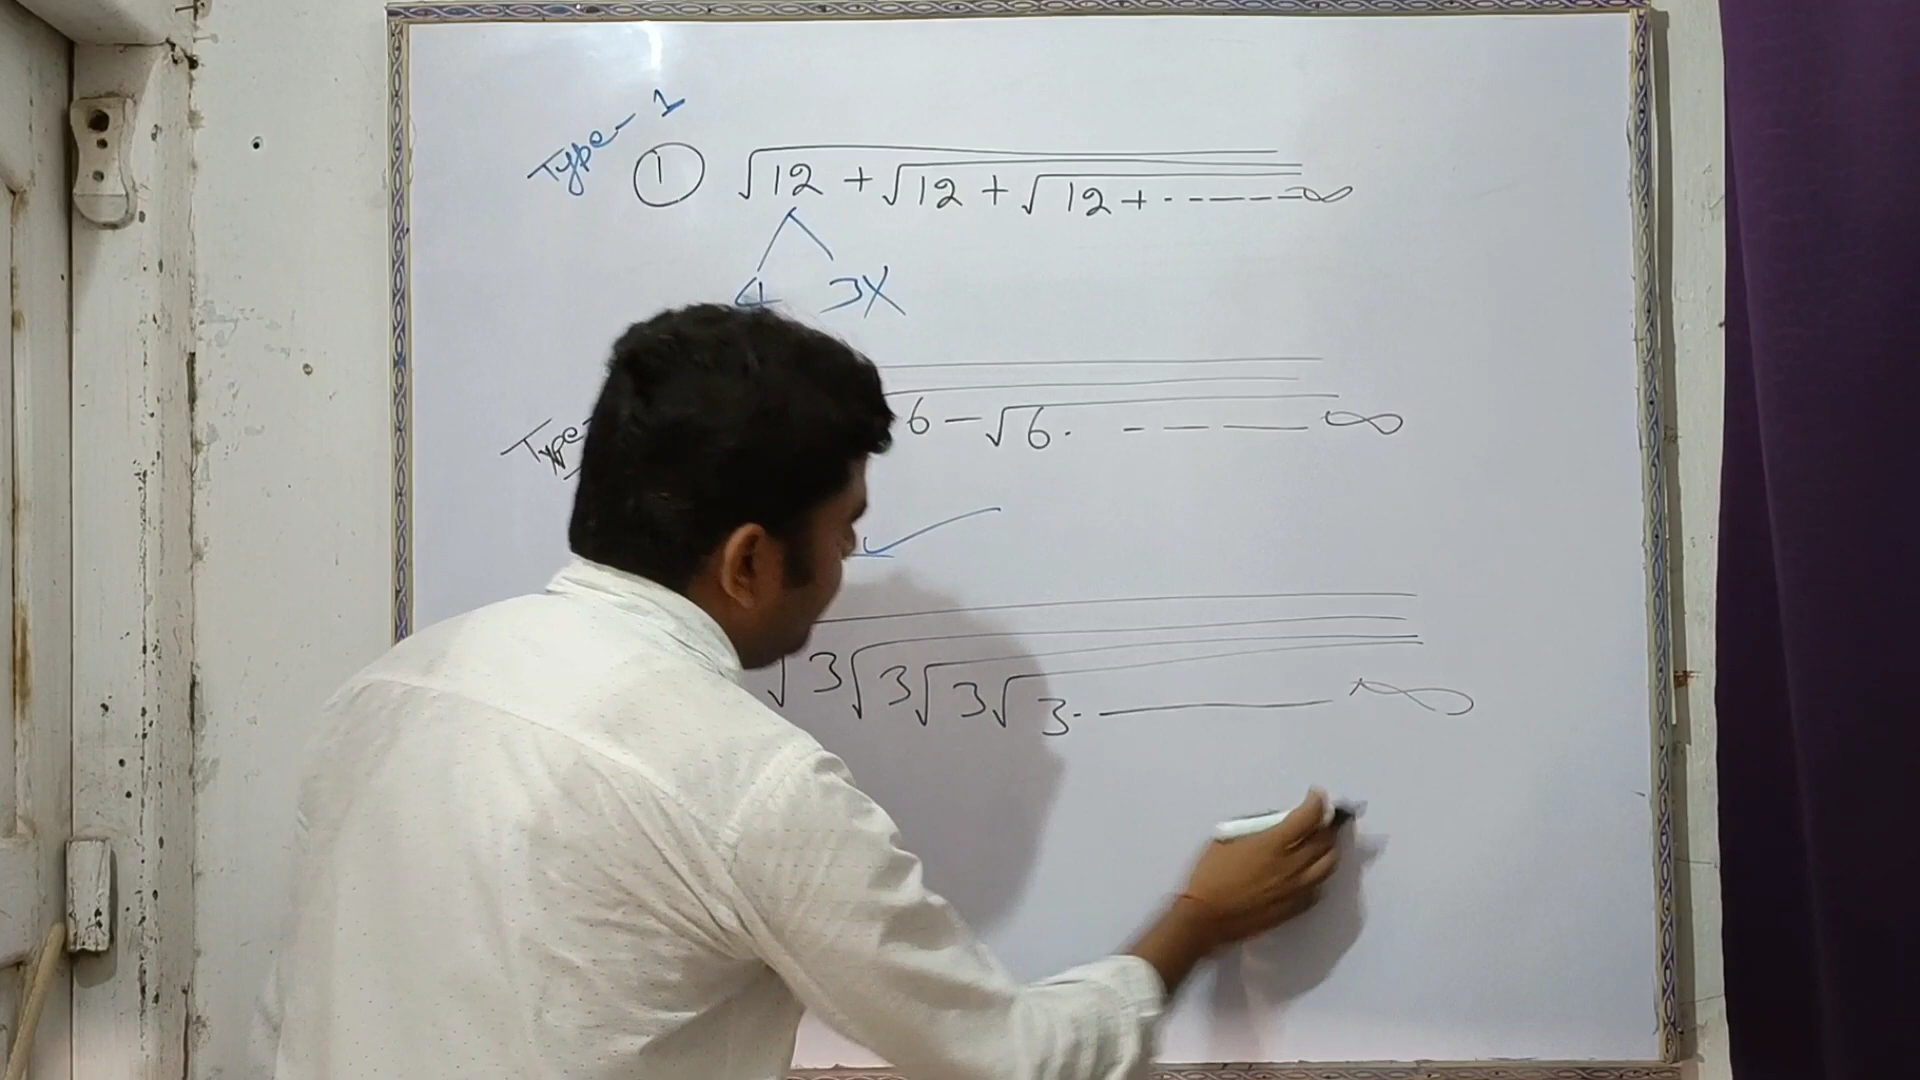 Type-1
① √12 + √12 + √12 + - - - - - ∞
4 3X
Type-
6 - √6. - - - - ∞
√3√3√3√3. ——— ∞